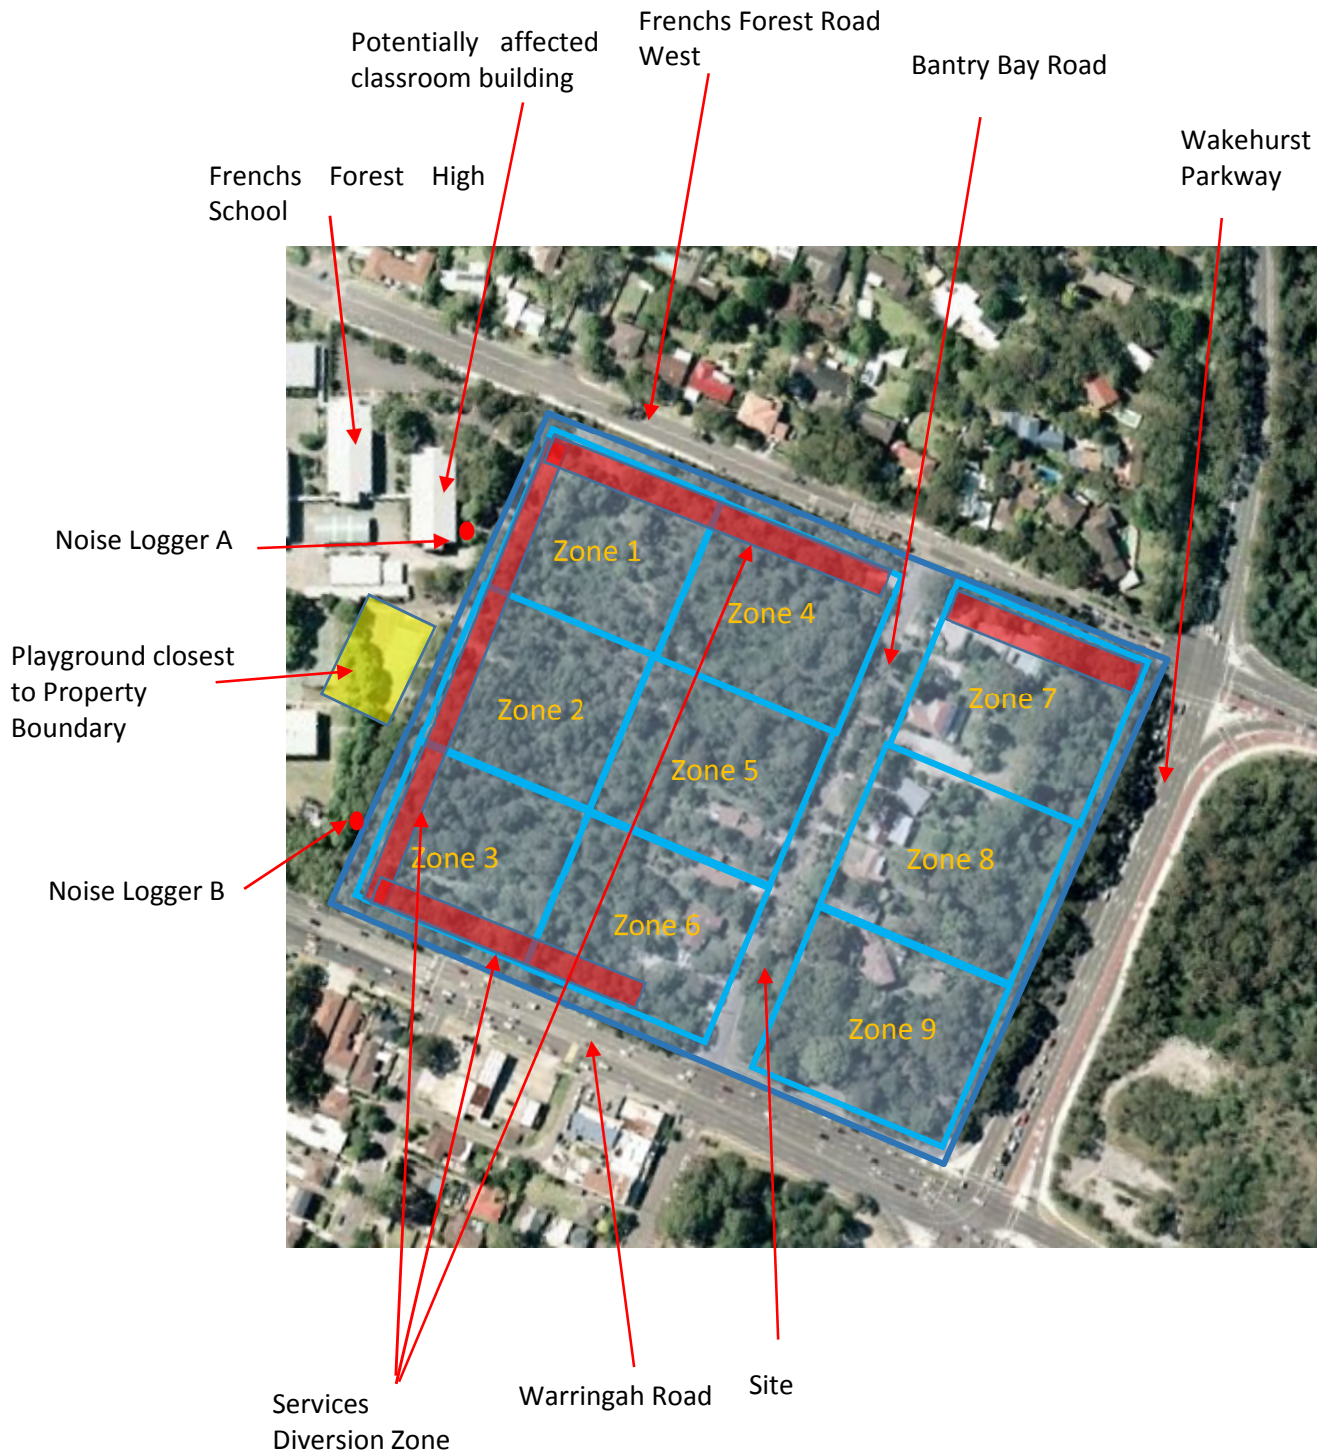 Frenchs Forest Road
West
Potentially affected
classroom building
Bantry Bay Road
Wakehurst
Parkway
Frenchs Forest High
School
Noise Logger A
Zone 1
Zone 4
Playground closest
to Property
Boundary
Zone 2
Zone 7
Zone 5
Zone 3
Zone 8
Noise Logger B
Zone 6
Zone 9
Services
Diversion Zone
Warringah Road
Site